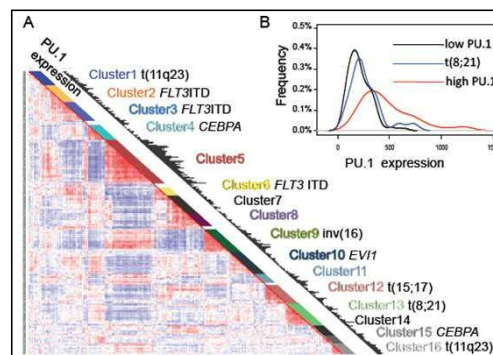 A
PU.1
expression
Cluster1 t(11q23)
Cluster2 FLT3ITD
Cluster3 FLT3ITD
Cluster4 CEBPA
Cluster5
Cluster6 FLT3 ITD
Cluster7
Cluster8
Cluster9 inv(16)
Cluster10 EVI1
Cluster11
Cluster12 t(15;17)
Cluster13 t(8;21)
Cluster14
Cluster15 CEBPA
Cluster16 t(11q23)
B
low PU.1
t(8;21)
high PU.1
Frequency
0.4%
0.3%
0.2%
0.1%
0.0%
0
500
1000
PU.1 expression